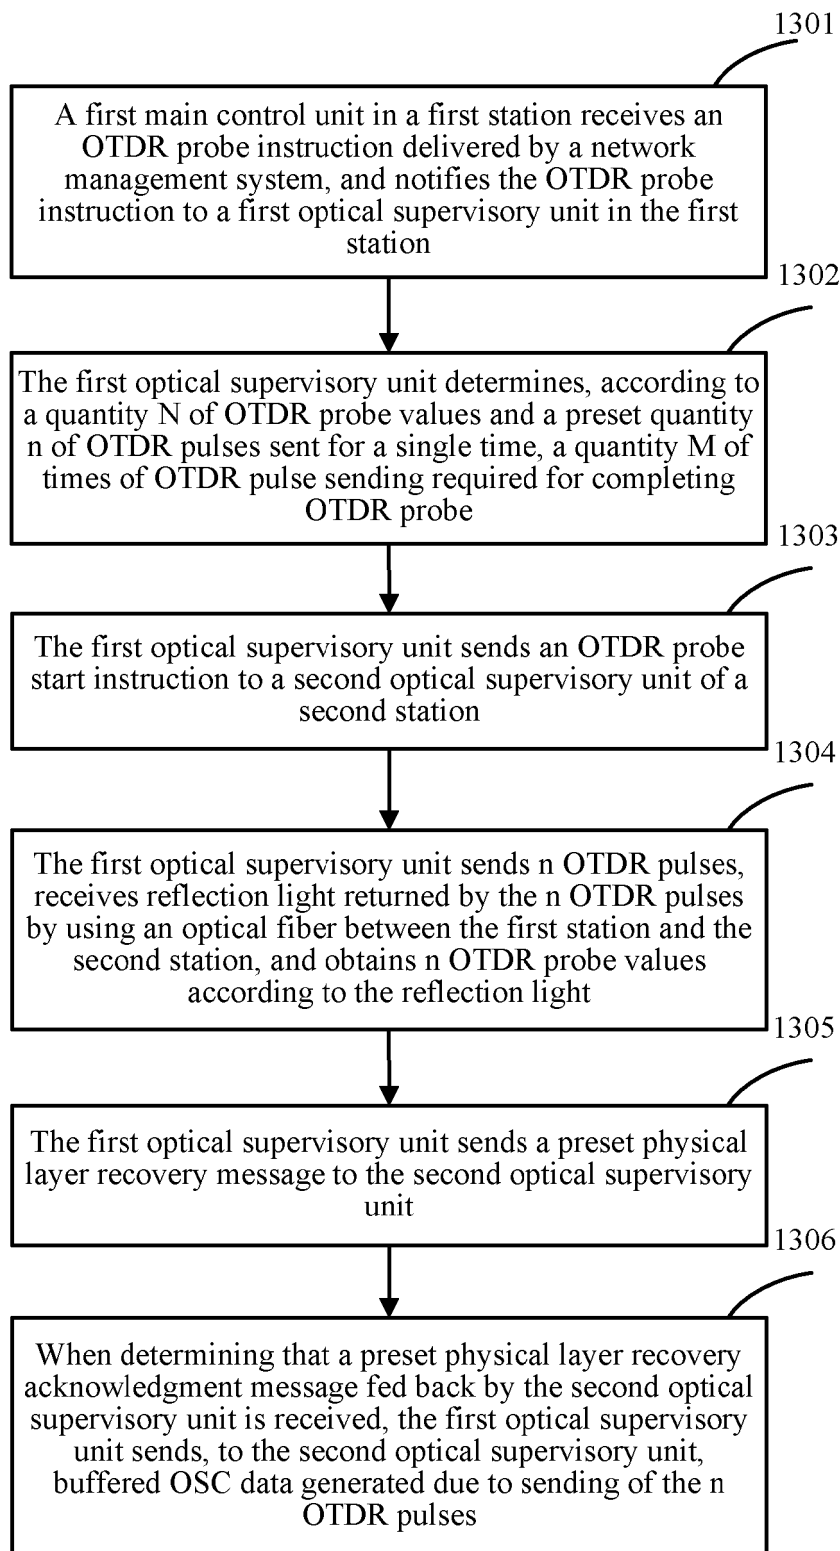 1301
A first main control unit in a first station receives an
OTDR probe instruction delivered by a network
management system, and notifies the OTDR probe
instruction to a first optical supervisory unit in the first
station
1302
The first optical supervisory unit determines, according to
a quantity N of OTDR probe values and a preset quantity
n of OTDR pulses sent for a single time, a quantity M of
times of OTDR pulse sending required for completing
OTDR probe
1303
The first optical supervisory unit sends an OTDR probe
start instruction to a second optical supervisory unit of a
second station
1304
The first optical supervisory unit sends n OTDR pulses,
receives reflection light returned by the n OTDR pulses
by using an optical fiber between the first station and the
second station, and obtains n OTDR probe values
according to the reflection light
1305
The first optical supervisory unit sends a preset physical
layer recovery message to the second optical supervisory
unit
1306
When determining that a preset physical layer recovery
acknowledgment message fed back by the second optical
supervisory unit is received, the first optical supervisory
unit sends, to the second optical supervisory unit,
buffered OSC data generated due to sending of the n
OTDR pulses